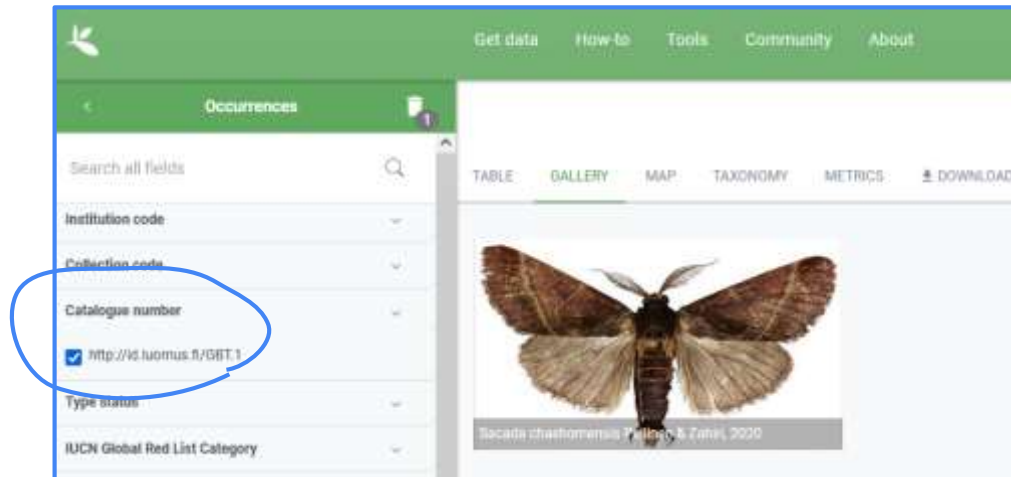 Get data How-to Tools Community About
Occurrences
1
Search all fields
TABLE GALLERY MAP TAXONOMY METRICS DOWNLOAD
Institution code
Collection code
Catalogue number
http://id.luomus.fi/GBT.1
Type status
IUCN Global Red List Category
Sacada chashomensis & Zahiri, 2020